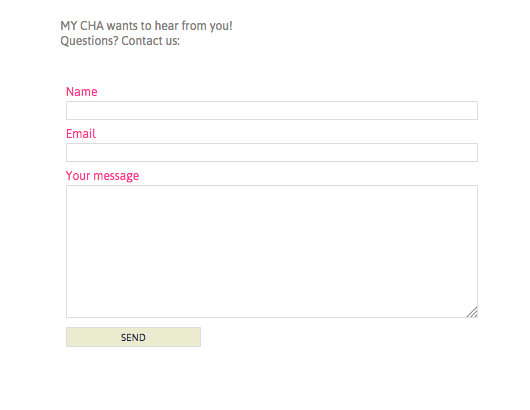 MY CHA wants to hear from you!
Questions? Contact us:
Name
Email
Your message
SEND